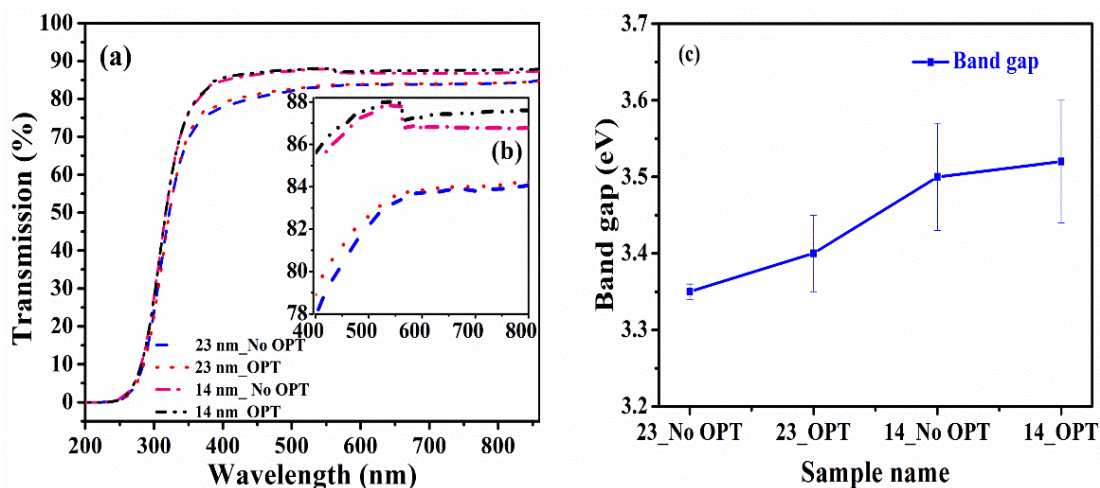 (a)
Transmission (%)
100
90
80
70
60
50
40
30
20
10
0
200
300
400
500
600
700
800
Wavelength (nm)
23 nm_No OPT
23 nm_OPT
14 nm_ No OPT
14 nm_OPT
(b)
88
86
84
82
80
78
400
500
600
700
800
(c)
Band gap
Band gap (eV)
3.7
3.6
3.5
3.4
3.3
3.2
23_No OPT
23_OPT
14_No OPT
14_OPT
Sample name